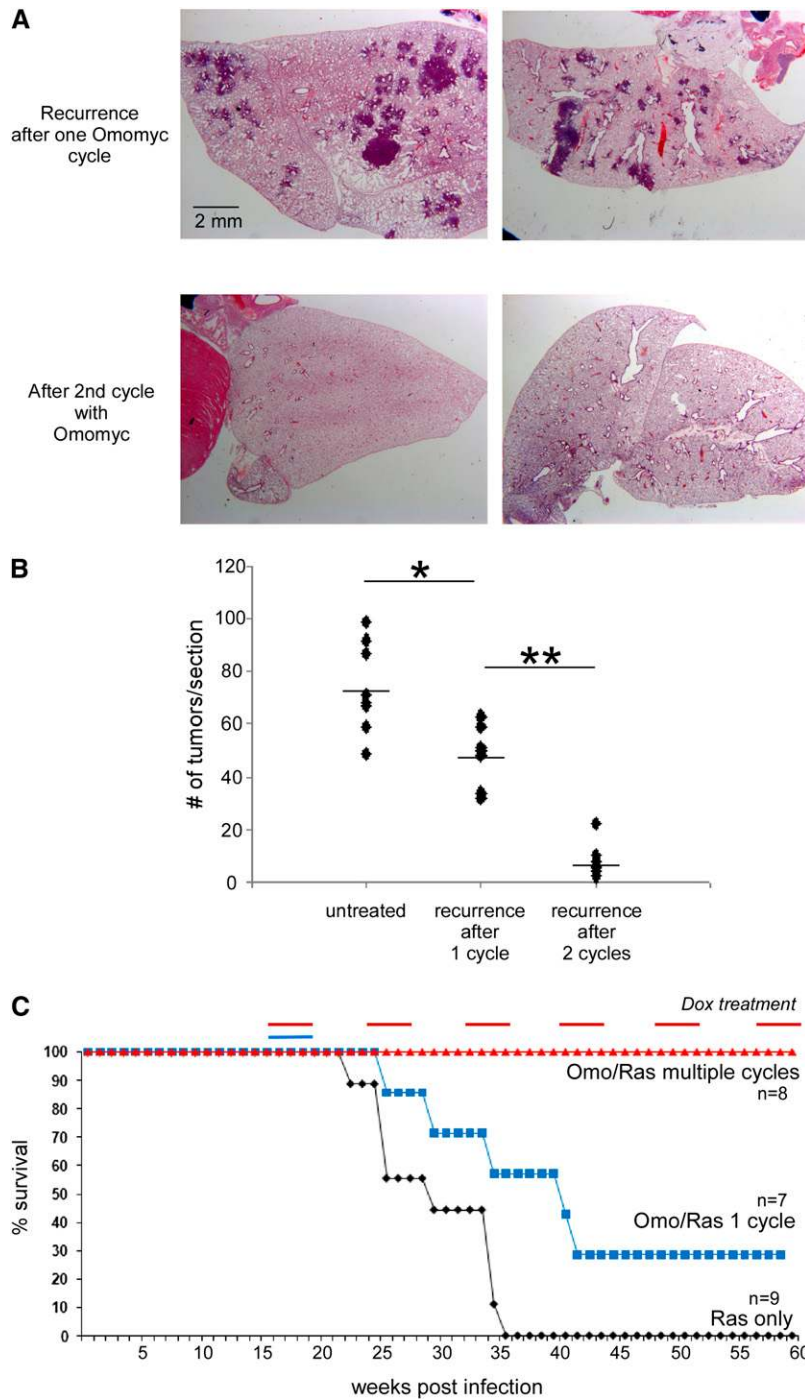 A
Recurrence
after one Omomyc
cycle
2 mm
After 2nd cycle
with
Omomyc
B
# of tumors/section
120
100
80
60
40
20
0
*
**
untreated
recurrence
after
1 cycle
recurrence
after
2 cycles
C
Dox treatment
% survival
100
90
80
70
60
50
40
30
20
10
0
Omo/Ras multiple cycles
n=8
n=7
Omo/Ras 1 cycle
n=9
Ras only
5 10 15 20 25 30 35 40 45 50 55 60
weeks post infection